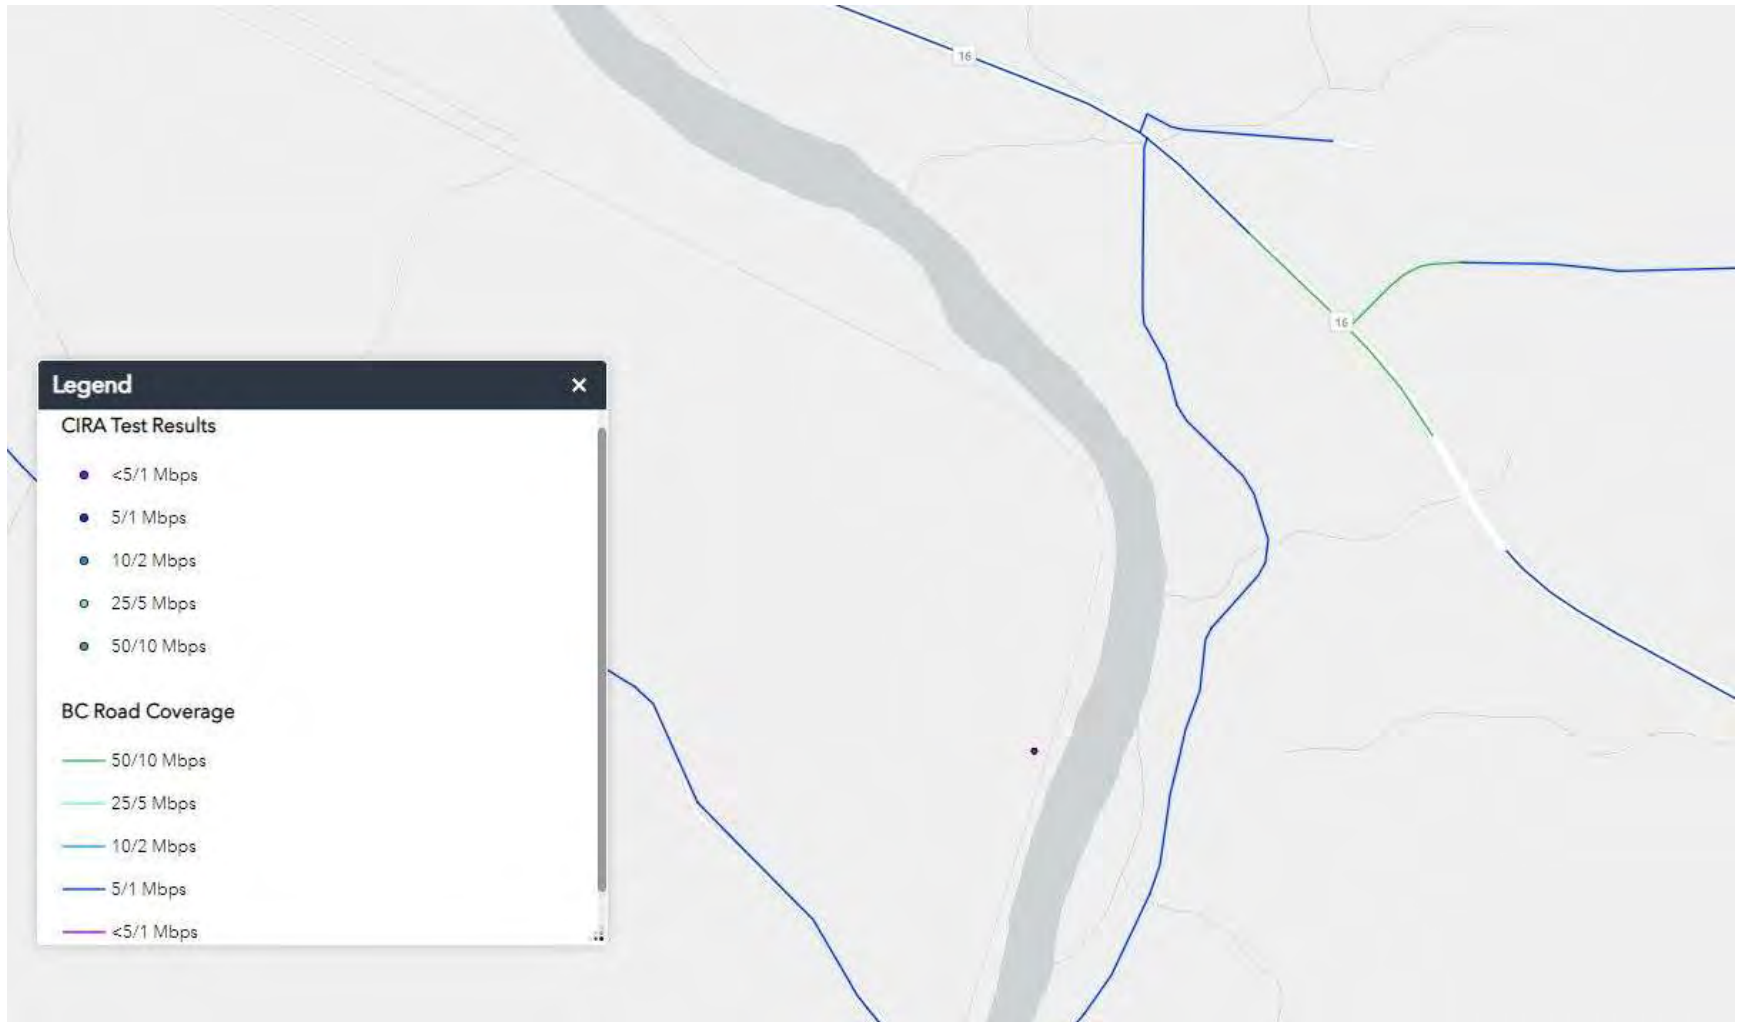 16
16
Legend
CIRA Test Results
<5/1 Mbps
5/1 Mbps
10/2 Mbps
25/5 Mbps
50/10 Mbps
BC Road Coverage
50/10 Mbps
25/5 Mbps
10/2 Mbps
5/1 Mbps
<5/1 Mbps